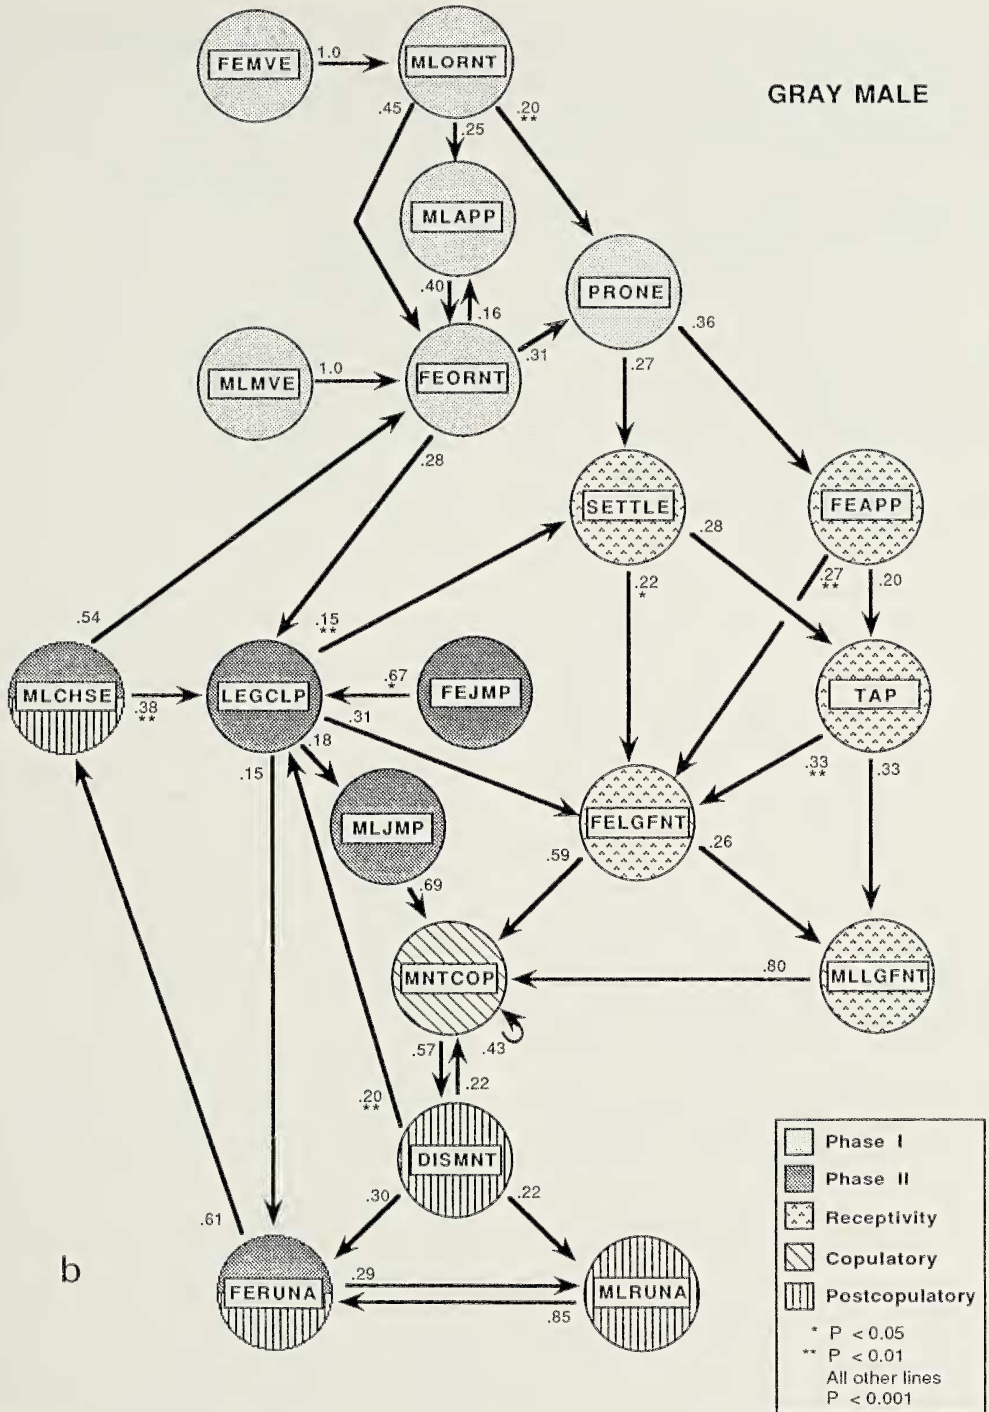 FEMVE 1.0 MLORNT
GRAY MALE
.45 .25 .20
**
MLAPP
PRONE
.40 .16 .31 .36
MLMVE 1.0 FEORNT
.27
.28
SETTLE FEAPP
.28 .27 .20
**
.22
*
.54 .15
**
MLCHSE LEGCLP .67 FEJMP TAP
*
.38 .31
**
.18 .33 .33
**
.15
MLJMP FELGFNT
.59 .26
.69
MNTCOP .80 MLLGFNT
.57 .43
.22
.20
**
DISMNT
.30 .22
.61
b
FERUNA .29 MLRUNA
.85
Phase I
Phase II
Receptivity
Copulatory
Postcopulatory
* P < 0.05
** P < 0.01
All other lines
P < 0.001